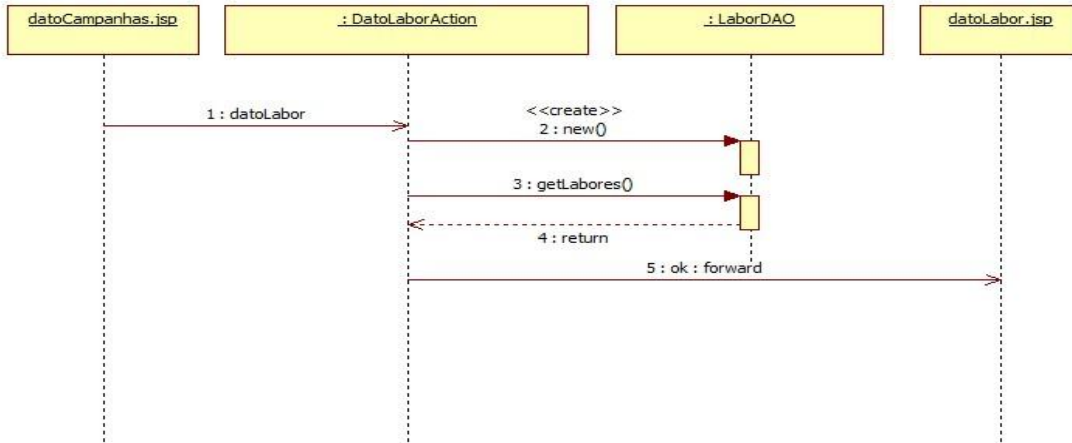 datoCampanhas.jsp
: DatoLaborAction
: LaborDAO
datoLabor.jsp
1 : datoLabor
<<create>>
2 : new()
3 : getLabores()
4 : return
5 : ok : forward